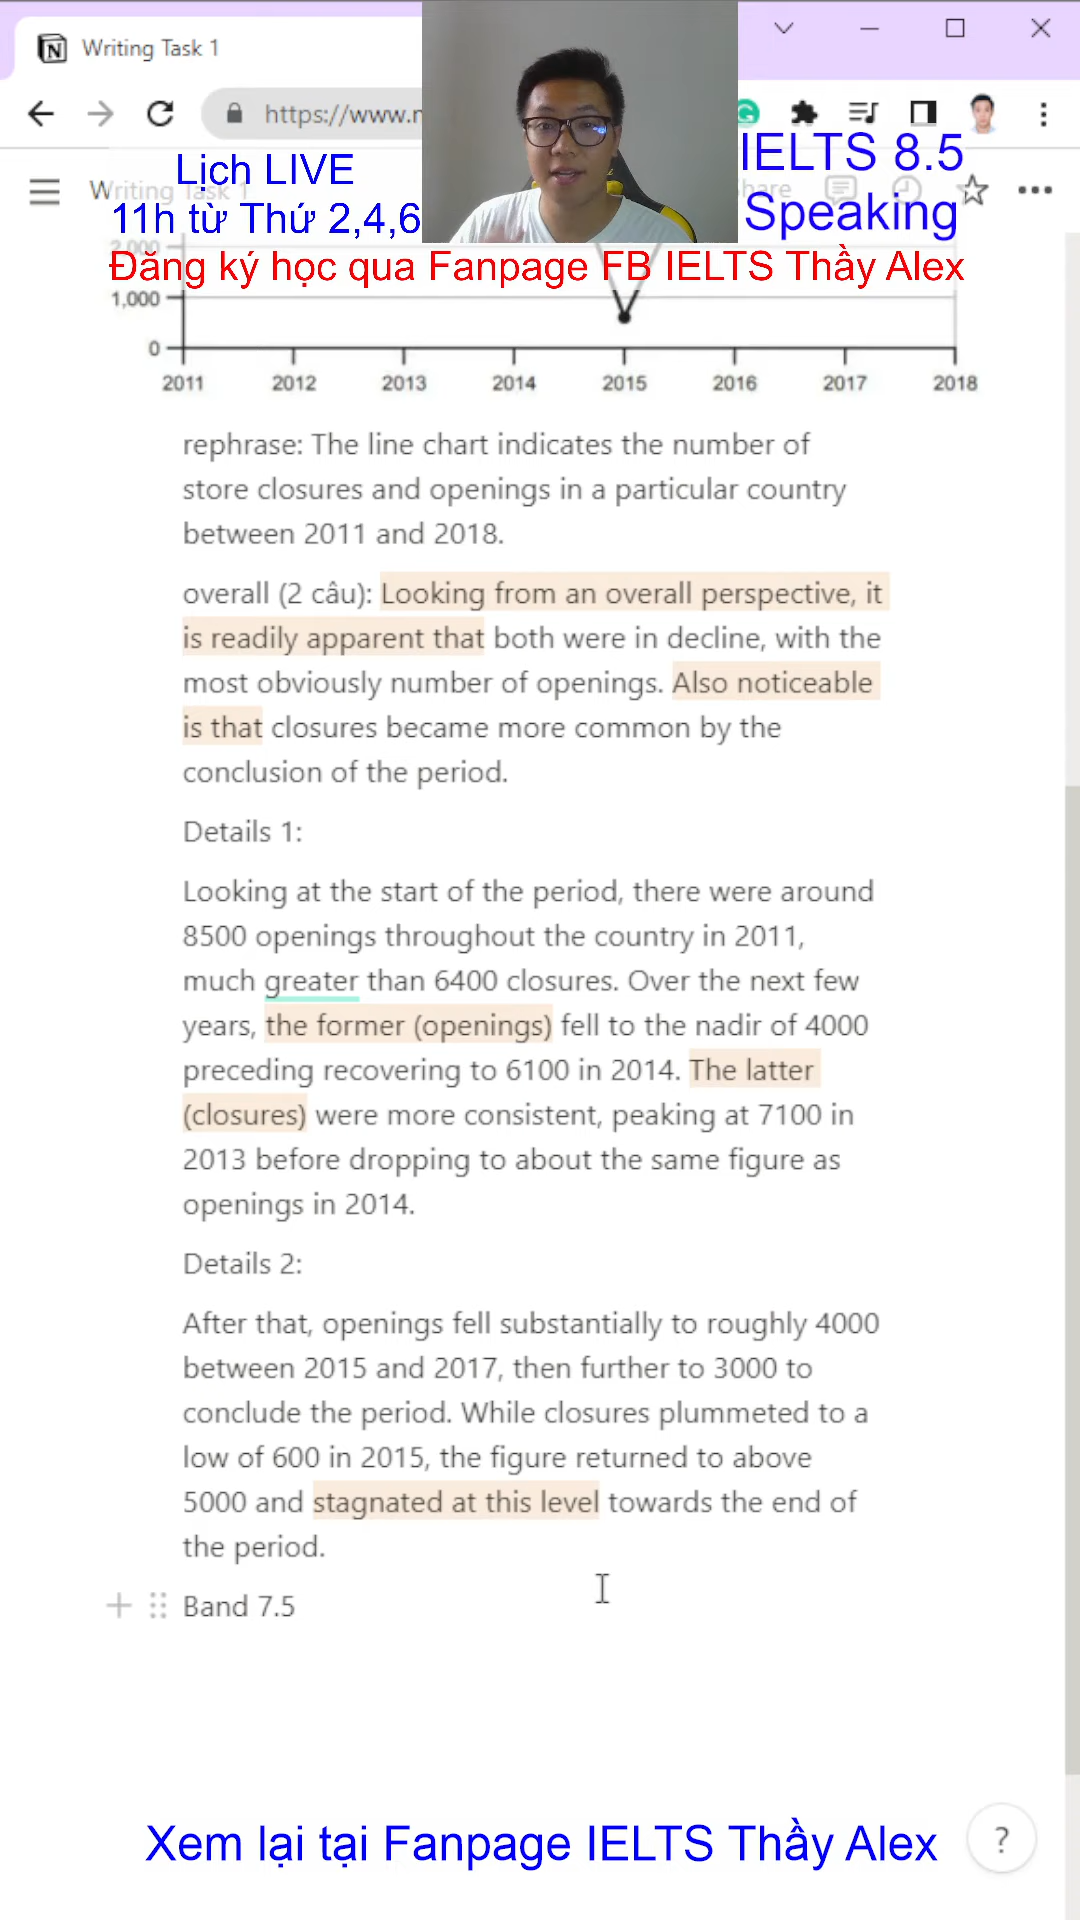 Writing Task 1
https://www.n
Lịch LIVE
IELTS 8.5
Writing Task 1
11h từ Thứ 2,4,6
Speaking
Đăng ký học qua Fanpage FB IELTS Thầy Alex
2,000
1,000
0
2011 2012 2013 2014 2015 2016 2017 2018
rephrase: The line chart indicates the number of
store closures and openings in a particular country
between 2011 and 2018.
overall (2 câu): Looking from an overall perspective, it
is readily apparent that both were in decline, with the
most obviously number of openings. Also noticeable
is that closures became more common by the
conclusion of the period.
Details 1:
Looking at the start of the period, there were around
8500 openings throughout the country in 2011,
much greater than 6400 closures. Over the next few
years, the former (openings) fell to the nadir of 4000
preceding recovering to 6100 in 2014. The latter
(closures) were more consistent, peaking at 7100 in
2013 before dropping to about the same figure as
openings in 2014.
Details 2:
After that, openings fell substantially to roughly 4000
between 2015 and 2017, then further to 3000 to
conclude the period. While closures plummeted to a
low of 600 in 2015, the figure returned to above
5000 and stagnated at this level towards the end of
the period.
Band 7.5
Xem lại tại Fanpage IELTS Thầy Alex
?